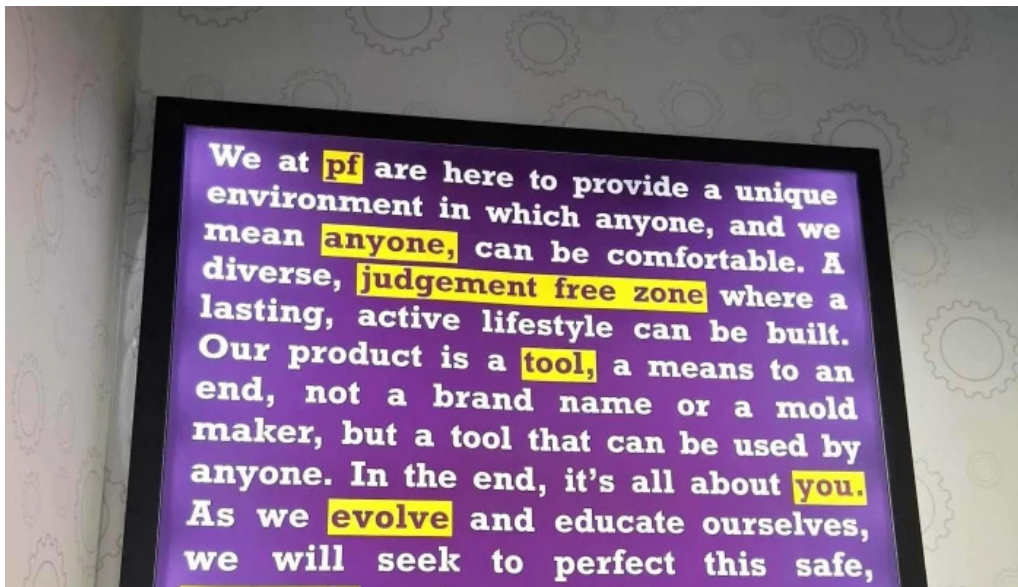 We at pf are here to provide a unique
environment in which anyone, and we
mean anyone, can be comfortable. A
diverse, judgement free zone where a
lasting, active lifestyle can be built.
Our product is a tool, a means to an
end, not a brand name or a mold
maker, but a tool that can be used by
anyone. In the end, it's all about you.
As we evolve and educate ourselves,
we will seek to perfect this safe,